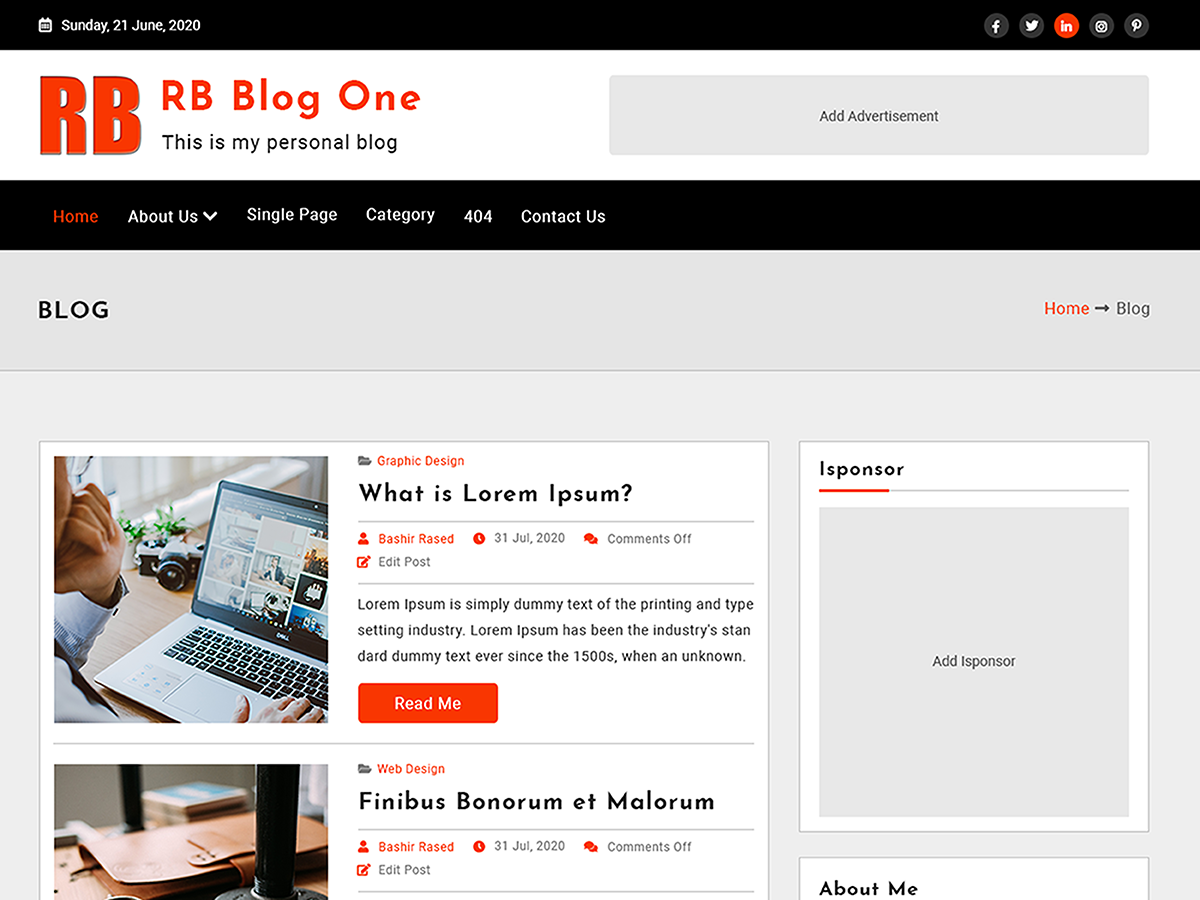 Sunday, 21 June, 2020
RB
RB Blog One
This is my personal blog
Add Advertisement
Home
About Us
Single Page
Category
404
Contact Us
BLOG
Home
Blog
Graphic Design
What is Lorem Ipsum?
Bashir Rased
31 Jul, 2020
Comments Off
Edit Post
Lorem Ipsum is simply dummy text of the printing and type
setting industry. Lorem Ipsum has been the industry's stan
dard dummy text ever since the 1500s, when an unknown.
Read Me
DELL
Web Design
Finibus Bonorum et Malorum
Bashir Rased
31 Jul, 2020
Comments Off
Edit Post
Isponsor
Add Isponsor
About Me